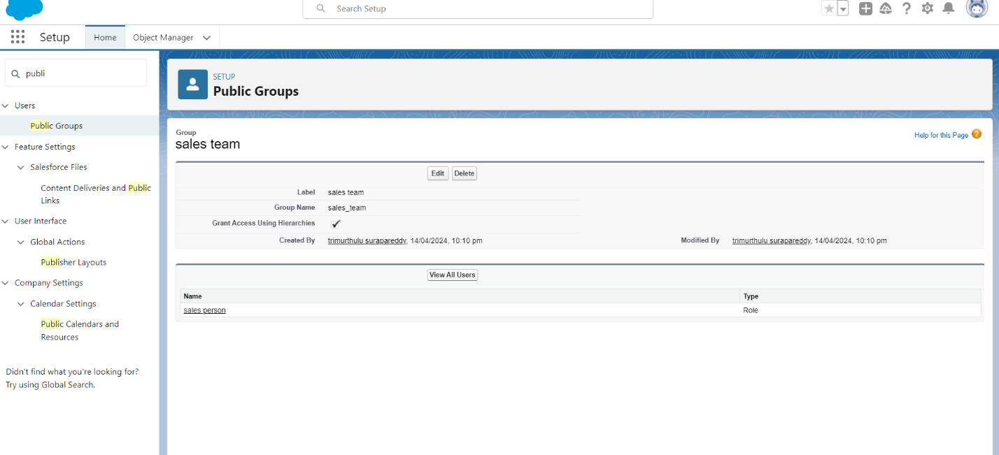 Search Setup
Setup
Home
Object Manager
publi
Users
Public Groups
Feature Settings
Salesforce Files
Content Deliveries and Public
Links
User Interface
Global Actions
Publisher Layouts
Company Settings
Calendar Settings
Public Calendars and
Resources
Didn't find what you're looking for?
Try using Global Search.
SETUP
Public Groups
Group
sales team
Help for this Page ?
Edit Delete
Label sales team
Group Name sales_team
Grant Access Using Hierarchies
Created By trimurthulu surapareddy, 14/04/2024, 10:10 pm Modified By trimurthulu surapareddy, 14/04/2024, 10:10 pm
View All Users
Name Type
sales person Role